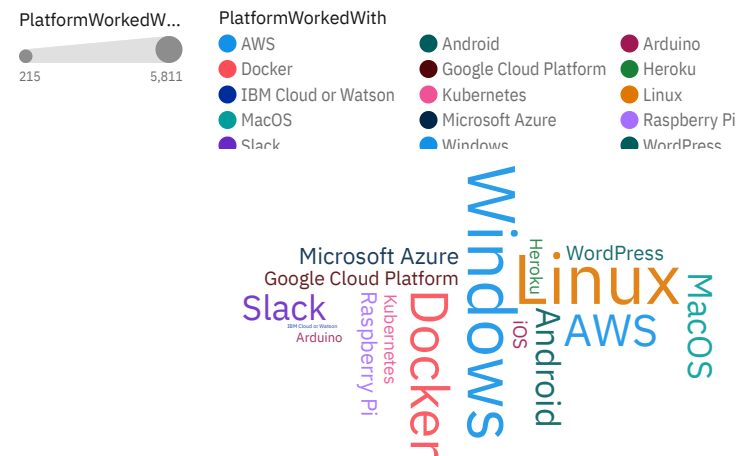 PlatformWorkedW...
215
5,811
PlatformWorkedWith
AWS
Android
Arduino
Docker
Google Cloud Platform
Heroku
IBM Cloud or Watson
Kubernetes
Linux
MacOS
Microsoft Azure
Raspberry Pi
Slack
Windows
WordPress
Windows
Microsoft Azure
Heroku
WordPress
Google Cloud Platform
Linux
MacOS
Slack
Raspberry Pi
Kubernetes
Docker
iOS
Android
AWS
IBM Cloud or Watson
Arduino